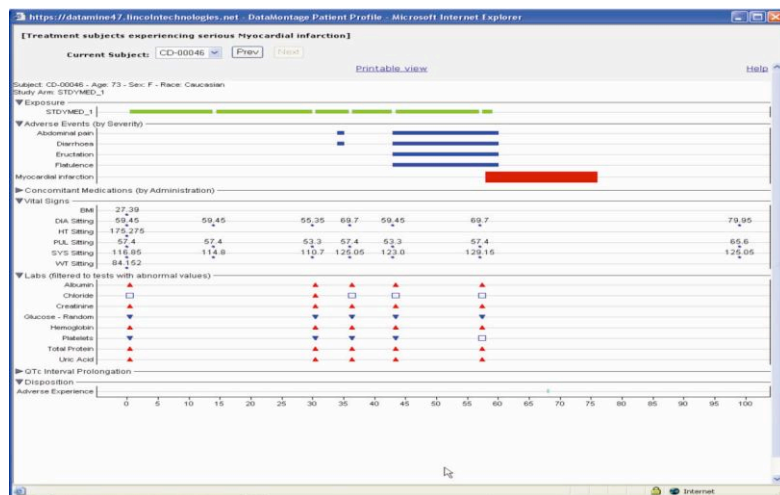 https://datamine47.lincolntechnologies.net - DataMontage Patient Profile - Microsoft Internet Explorer
[Treatment subjects experiencing serious Myocardial infarction]
Current Subject: CD-00046 Prev Next
Printable view Help
Subject: CD-00046 - Age: 73 - Sex: F - Race: Caucasian
Study Arm: STDYMED_1
Exposure
STDYMED_1
Adverse Events (by Severity)
Abdominal pain
Diarrhoea
Eructation
Flatulence
Myocardial infarction
Concomitant Medications (by Administration)
Vital Signs
BMI 27.39
DIA Sitting 59.45 59.45 55.35 69.7 59.45 69.7 79.95
HT Sitting 175.275
PUL Sitting 57.4 57.4 53.3 57.4 53.3 57.4 65.6
SYS Sitting 118.85 114.8 110.7 125.05 123.0 129.15 125.05
WT Sitting 84.152
Labs (filtered to tests with abnormal values)
Albumin
Chloride
Creatinine
Glucose - Random
Hemoglobin
Platelets
Total Protein
Uric Acid
QTc Interval Prolongation
Disposition
Adverse Experience
0 5 10 15 20 25 30 35 40 45 50 55 60 65 70 75 80 85 90 95 100
Internet